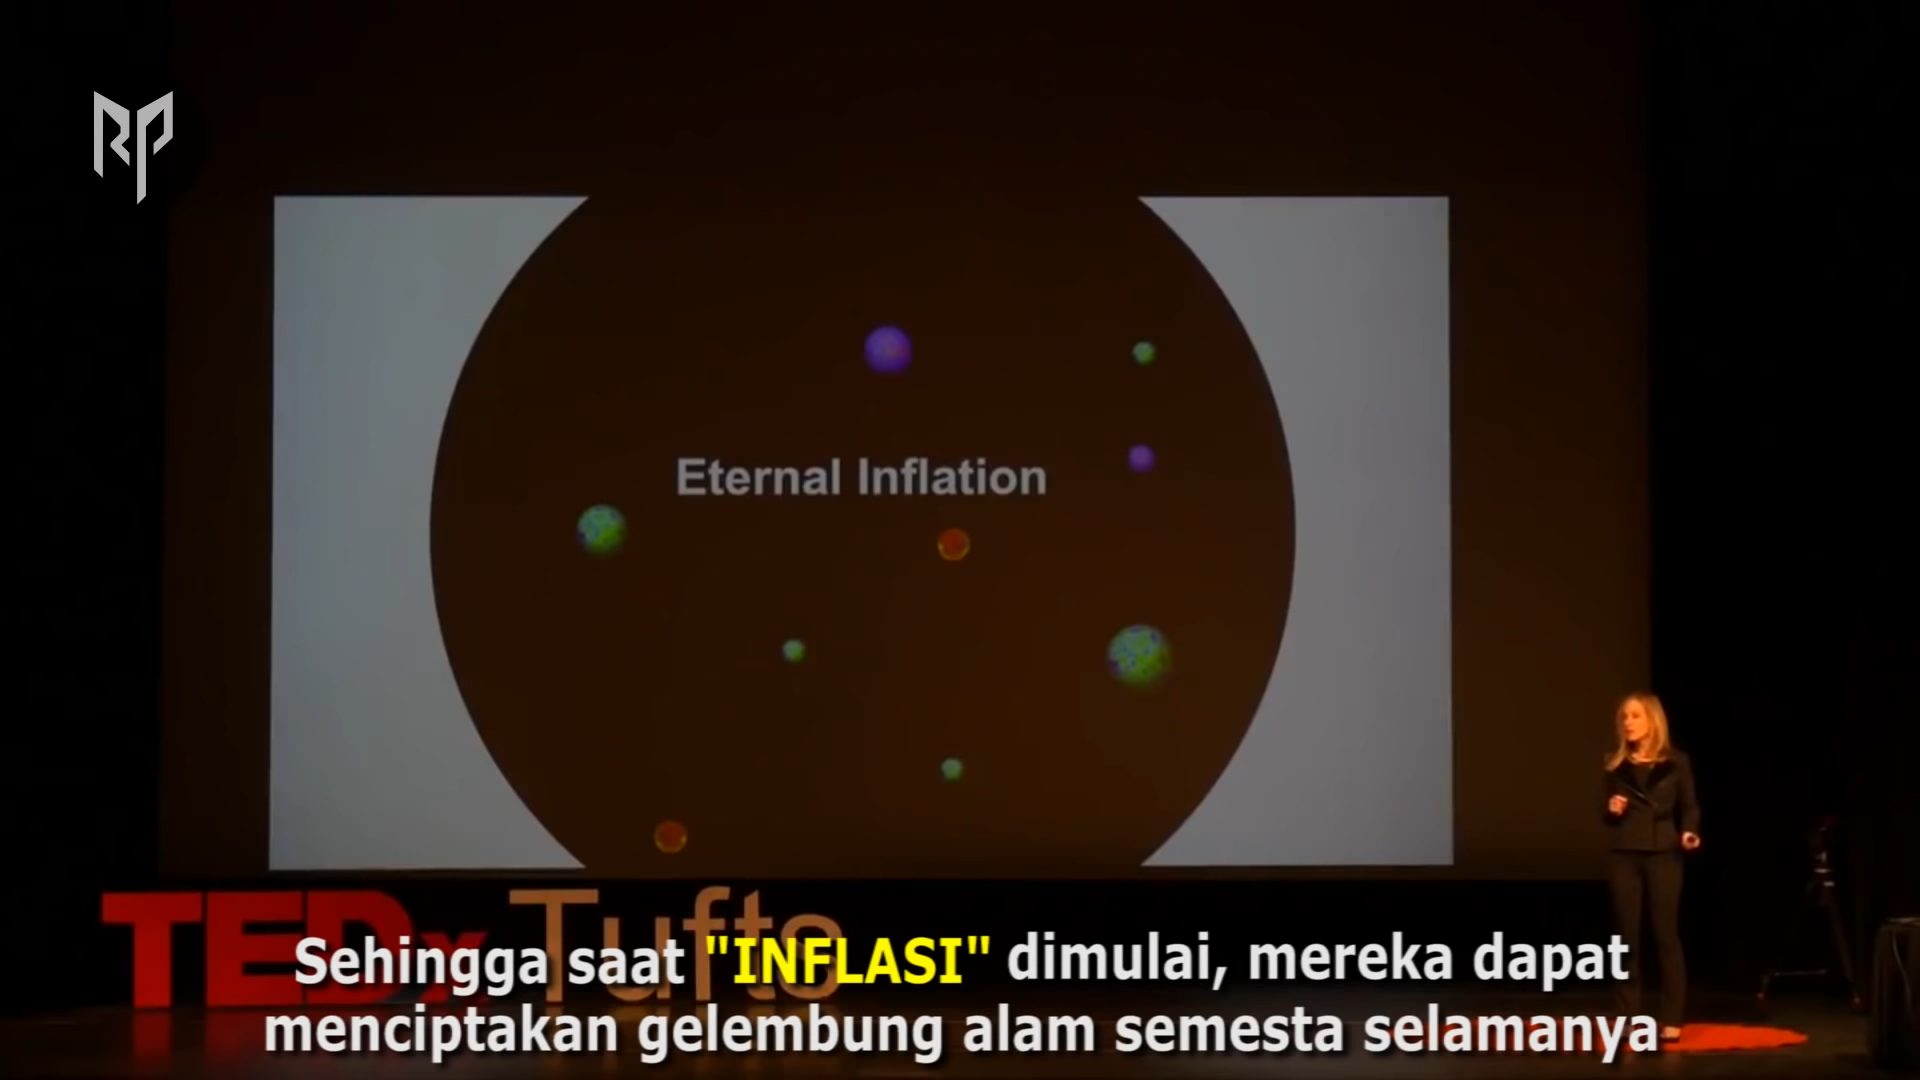 RP
Eternal Inflation
TEDx Tufts
Sehingga saat "INFLASI" dimulai, mereka dapat
menciptakan gelembung alam semesta selamanya